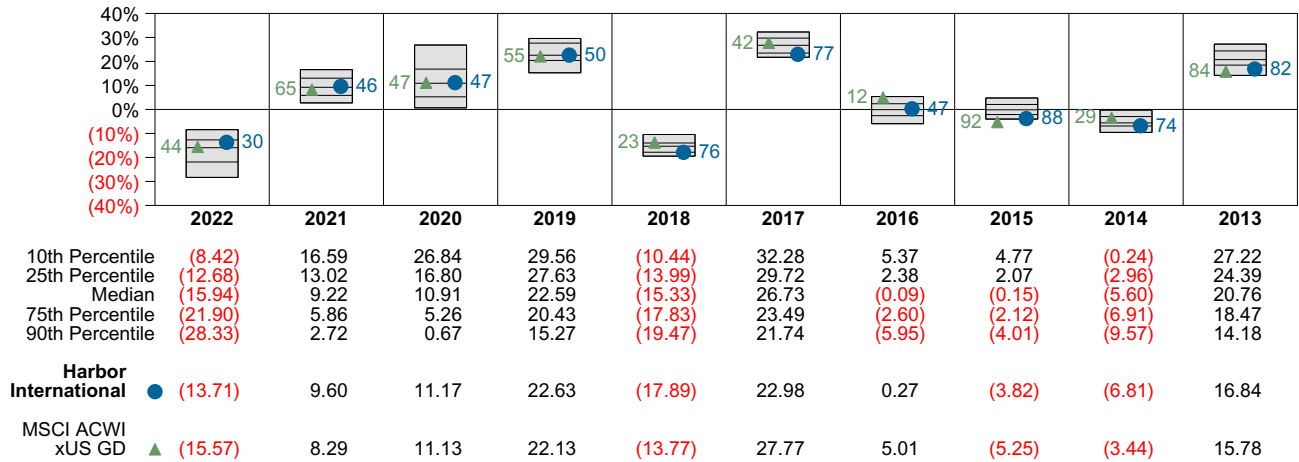 40%
30%
20%
10%
0%
(10%)
(20%)
(30%)
(40%)
44 30
65 46
47 47
55 50
23 76
42 77
12 47
92 88
29 74
84 82
2022 2021 2020 2019 2018 2017 2016 2015 2014 2013
10th Percentile (8.42) 16.59 26.84 29.56 (10.44) 32.28 5.37 4.77 (0.24) 27.22
25th Percentile (12.68) 13.02 16.80 27.63 (13.99) 29.72 2.38 2.07 (2.96) 24.39
Median (15.94) 9.22 10.91 22.59 (15.33) 26.73 (0.09) (0.15) (5.60) 20.76
75th Percentile (21.90) 5.86 5.26 20.43 (17.83) 23.49 (2.60) (2.12) (6.91) 18.47
90th Percentile (28.33) 2.72 0.67 15.27 (19.47) 21.74 (5.95) (4.01) (9.57) 14.18
Harbor
International (13.71) 9.60 11.17 22.63 (17.89) 22.98 0.27 (3.82) (6.81) 16.84
MSCI ACWI
xUS GD (15.57) 8.29 11.13 22.13 (13.77) 27.77 5.01 (5.25) (3.44) 15.78